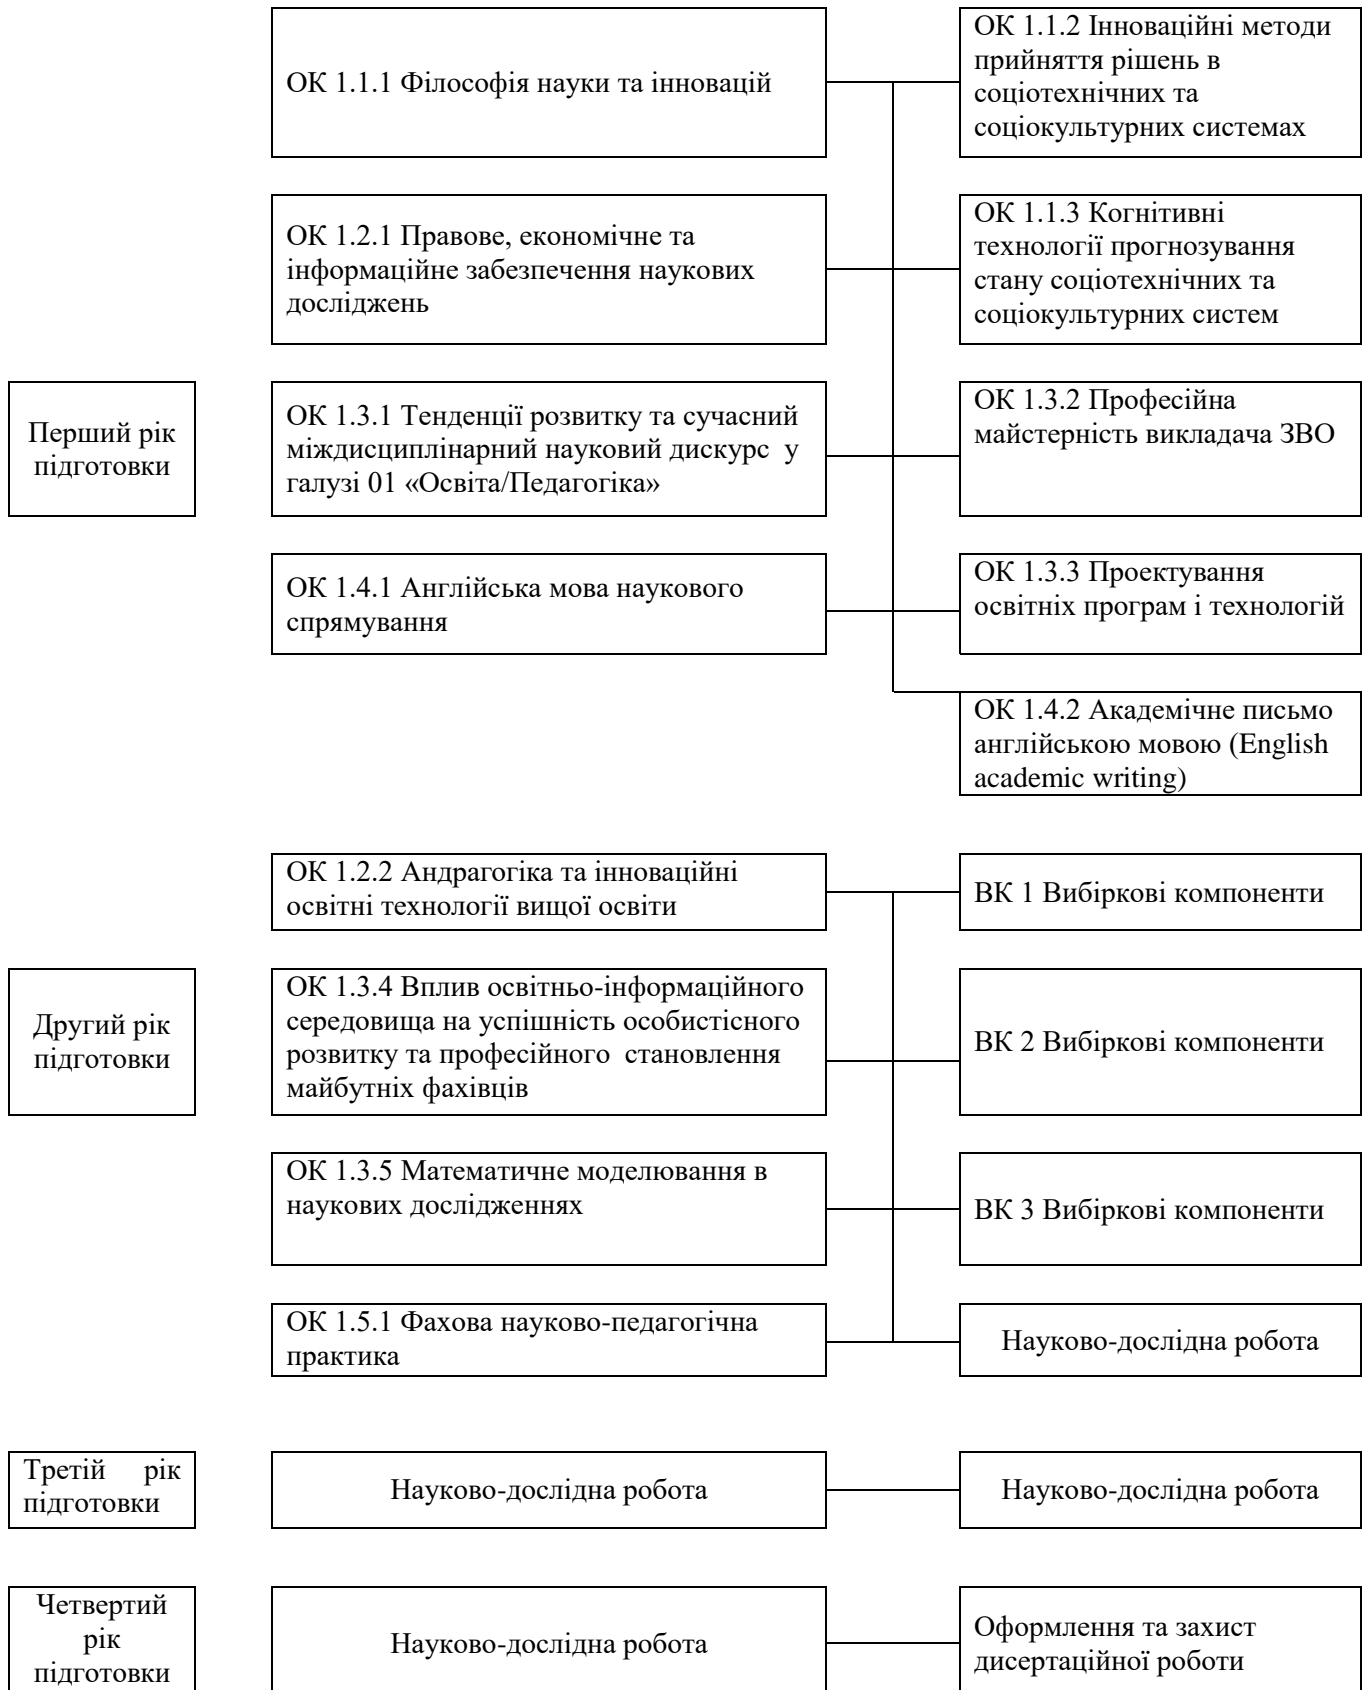 ОК 1.1.1 Філософія науки та інновацій
ОК 1.1.2 Інноваційні методи
прийняття рішень в
соціотехнічних та
соціокультурних системах
ОК 1.2.1 Правове, економічне та
інформаційне забезпечення наукових
досліджень
ОК 1.1.3 Когнітивні
технології прогнозування
стану соціотехнічних та
соціокультурних систем
Перший рік
підготовки
ОК 1.3.1 Тенденції розвитку та сучасний
міждисциплінарний науковий дискурс у
галузі 01 «Освіта/Педагогіка»
ОК 1.3.2 Професійна
майстерність викладача ЗВО
ОК 1.4.1 Англійська мова наукового
спрямування
ОК 1.3.3 Проектування
освітніх програм і технологій
ОК 1.4.2 Академічне письмо
англійською мовою (English
academic writing)
ОК 1.2.2 Андрагогіка та інноваційні
освітні технології вищої освіти
ВК 1 Вибіркові компоненти
Другий рік
підготовки
ОК 1.3.4 Вплив освітньо-інформаційного
середовища на успішність особистісного
розвитку та професійного становлення
майбутніх фахівців
ВК 2 Вибіркові компоненти
ОК 1.3.5 Математичне моделювання в
наукових дослідженнях
ВК 3 Вибіркові компоненти
ОК 1.5.1 Фахова науково-педагогічна
практика
Науково-дослідна робота
Третій рік
підготовки
Науково-дослідна робота
Науково-дослідна робота
Четвертий
рік
підготовки
Науково-дослідна робота
Оформлення та захист
дисертаційної роботи